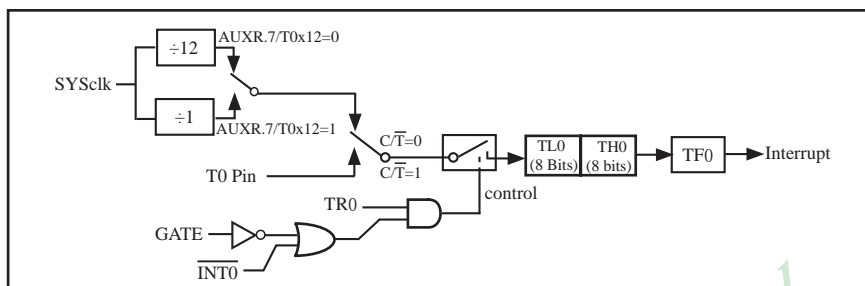 ÷12
AUXR.7/T0x12=0
SYSclk
÷1
AUXR.7/T0x12=1
C/T̅=0
C/T̅=1
T0 Pin
TL0
(8 Bits)
TH0
(8 bits)
TF0
Interrupt
control
TR0
GATE
I̅N̅T̅0̅